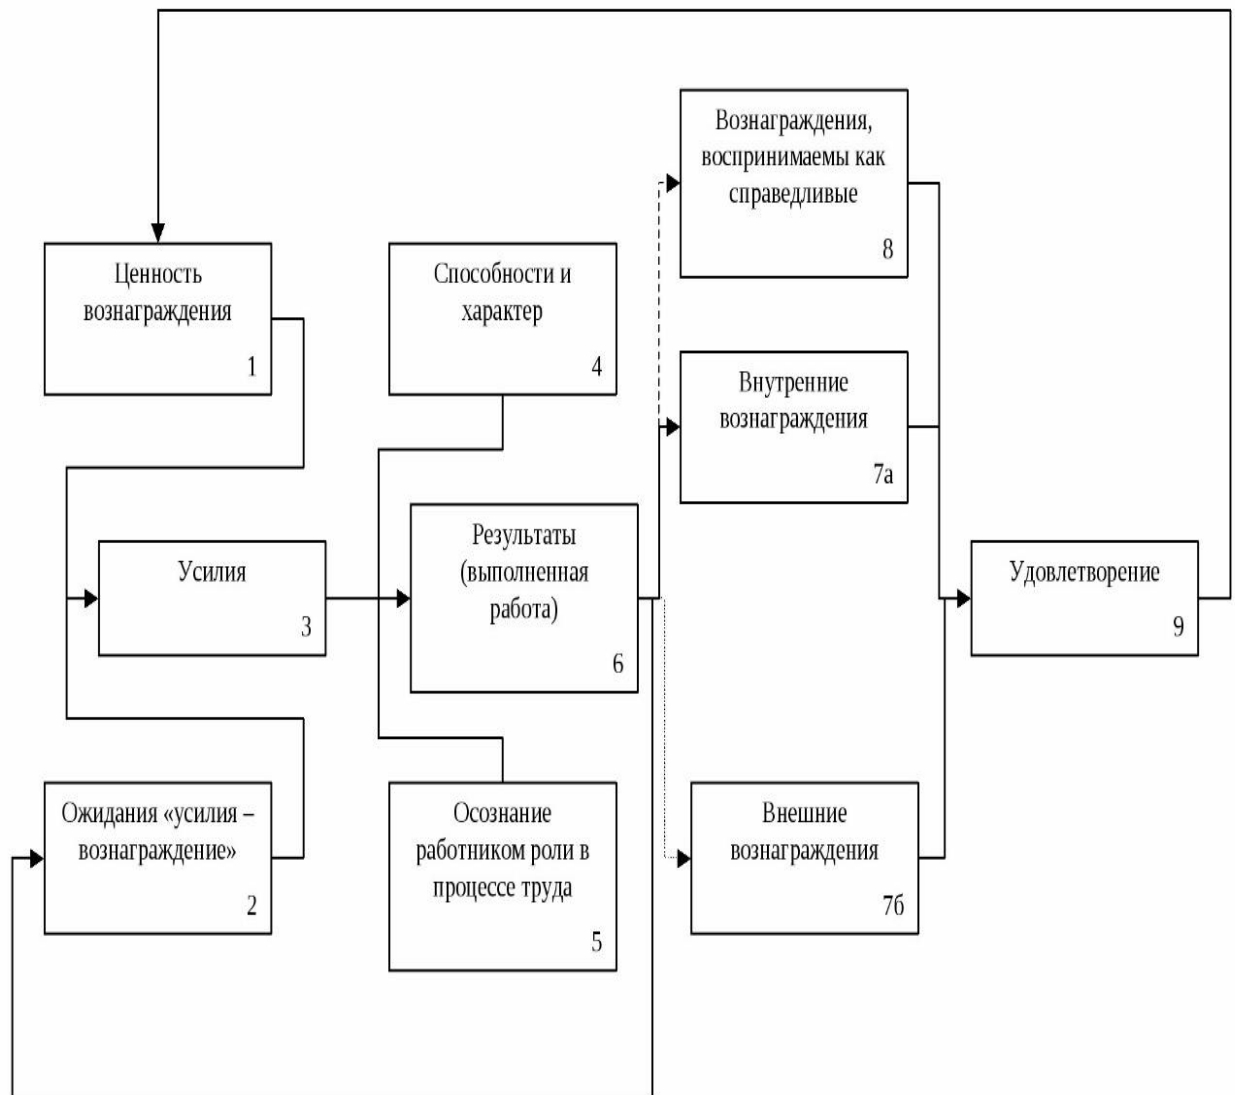 Вознаграждения,
воспринимаемы как
справедливые
8
Ценность
вознаграждения
1
Способности и
характер
4
Внутренние
вознаграждения
7а
Усилия
3
Результаты
(выполненная
работа)
6
Удовлетворение
9
Ожидания «усилия –
вознаграждение»
2
Осознание
работником роли в
процессе труда
5
Внешние
вознаграждения
7б